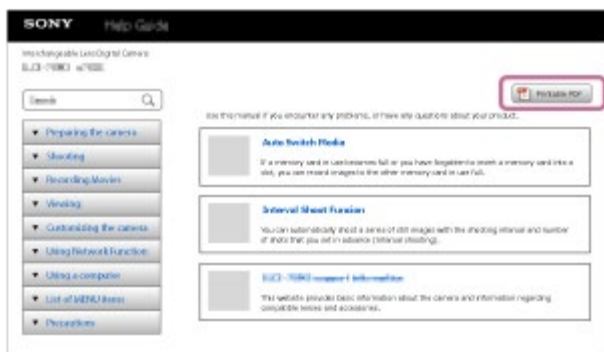 SONY Help Guide
Interchangeable Lens Digital Camera
Search
Printable PDF
Use this manual if you encounter any problems, or have any questions about your product.
▼ Preparing the camera
▼ Shooting
▼ Recording Movies
▼ Viewing
▼ Customizing the camera
▼ Using Network Function
▼ Using a computer
▼ List of MENU items
▼ Precautions
Auto Switch Media
If a memory card in use becomes full or you have forgotten to insert a memory card into a
slot, you can record images to the other memory card in use full.
Interval Shoot Funsion
You can automatically shoot a series of still images with the shooting interval and number
of shots that you set in advance (Interval shooting).
support information
This website provides basic information about the camera and information regarding
compatible lenses and accessories.